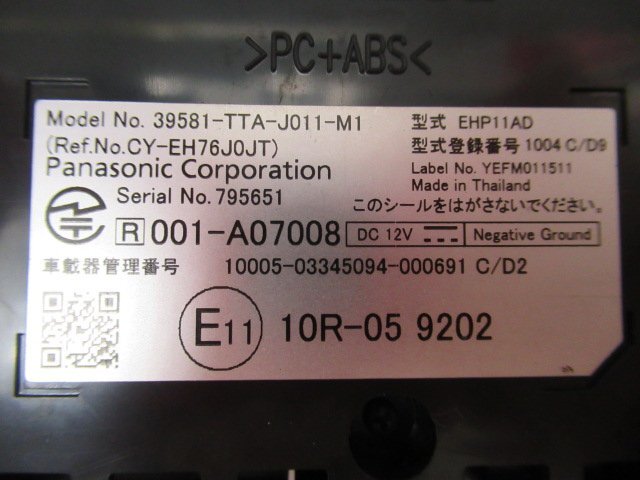 >PC+ABS<
Model No. 39581-TTA-J011-M1
(Ref.No.CY-EH76J0JT)
Panasonic Corporation
Serial No. 795651
型式 EHP11AD
型式登録番号 1004 C/D9
Label No. YEFM011511
Made in Thailand
このシールをはがさないでください。
R 001-A07008
DC 12V
Negative Ground
車載器管理番号 10005-03345094-000691 C/D2
E11 10R-05 9202